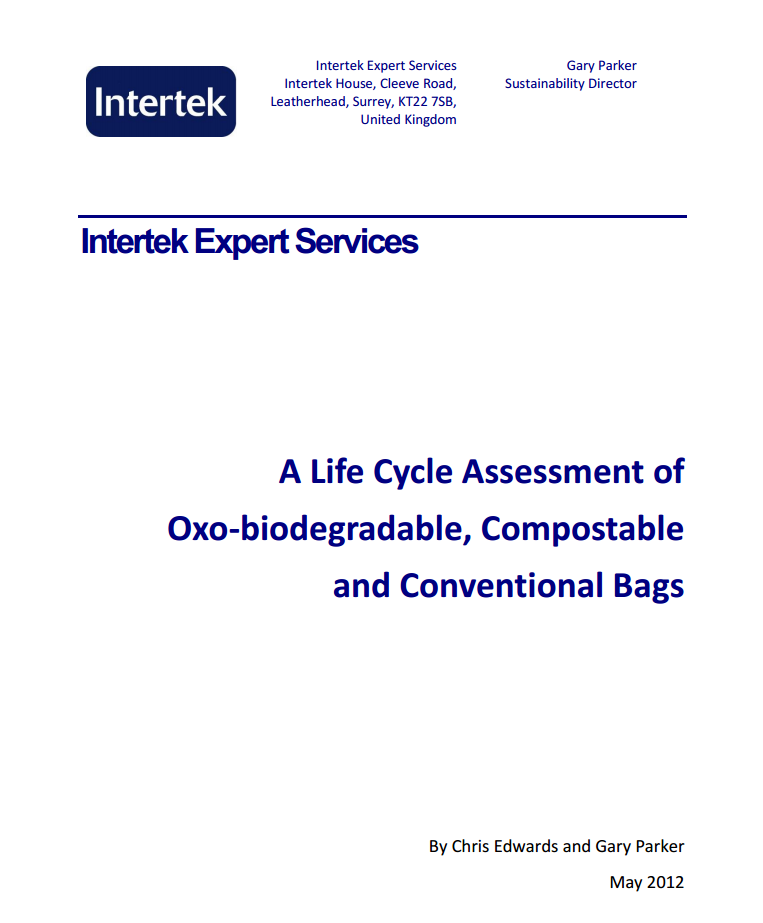 Intertek
Intertek Expert Services
Intertek House, Cleeve Road,
Leatherhead, Surrey, KT22 7SB,
United Kingdom
Gary Parker
Sustainability Director
Intertek Expert Services
A Life Cycle Assessment of
Oxo-biodegradable, Compostable
and Conventional Bags
By Chris Edwards and Gary Parker
May 2012